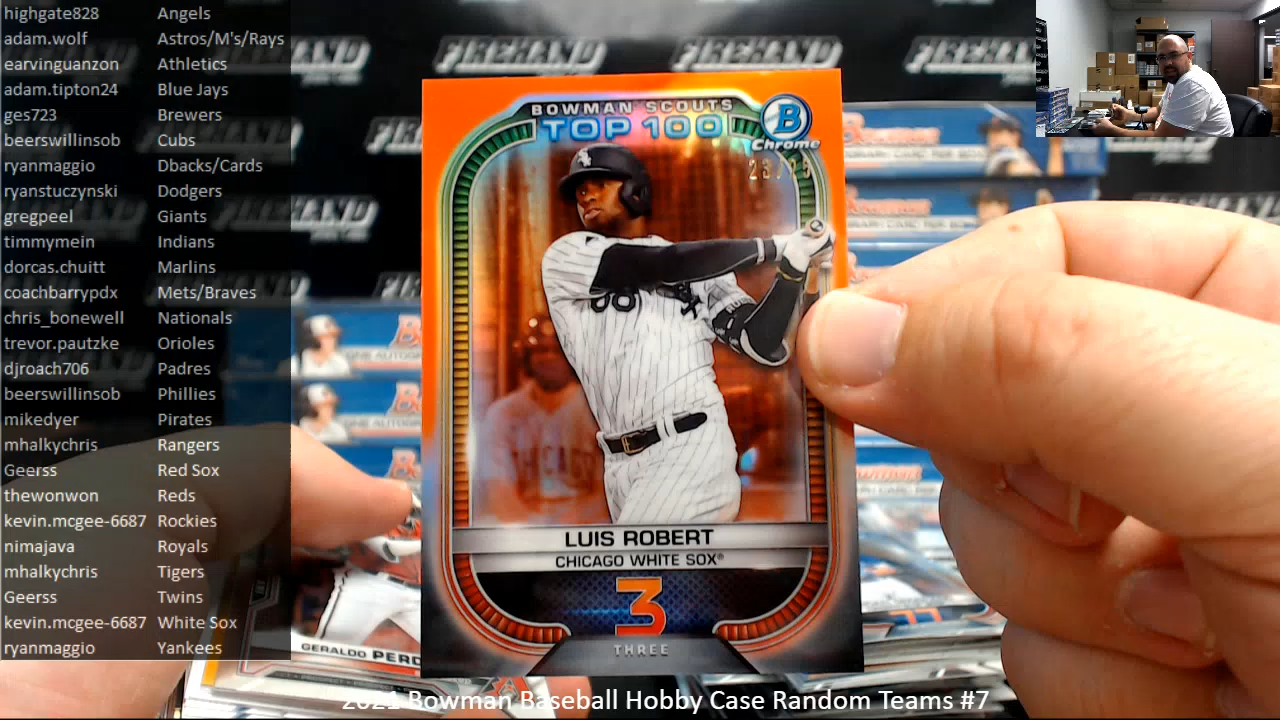 highgate828 Angels
adam.wolf Astros/M's/Rays
earvinguanzon Athletics
adam.tipton24 Blue Jays
ges723 Brewers
beerswillinsob Cubs
ryanmaggio Dbacks/Cards
ryanstuczynski Dodgers
gregpeel Giants
timmymein Indians
dorcas.chuitt Marlins
coachbarrypdx Mets/Braves
chris_bonewell Nationals
trevor.pautzke Orioles
djroach706 Padres
beerswillinsob Phillies
mikedyer Pirates
mhalkychris Rangers
Geerss Red Sox
thewonwon Reds
kevin.mcgee-6687 Rockies
nimajava Royals
mhalkychris Tigers
Geerss Twins
kevin.mcgee-6687 White Sox
ryanmaggio Yankees
FIREHAND FIREHAND FIREHAND
BOWMAN SCOUTS
TOP 100
B
Chrome
LUIS ROBERT
CHICAGO WHITE SOX®
3
THREE
GERALDO
2021 Bowman Baseball Hobby Case Random Teams #7